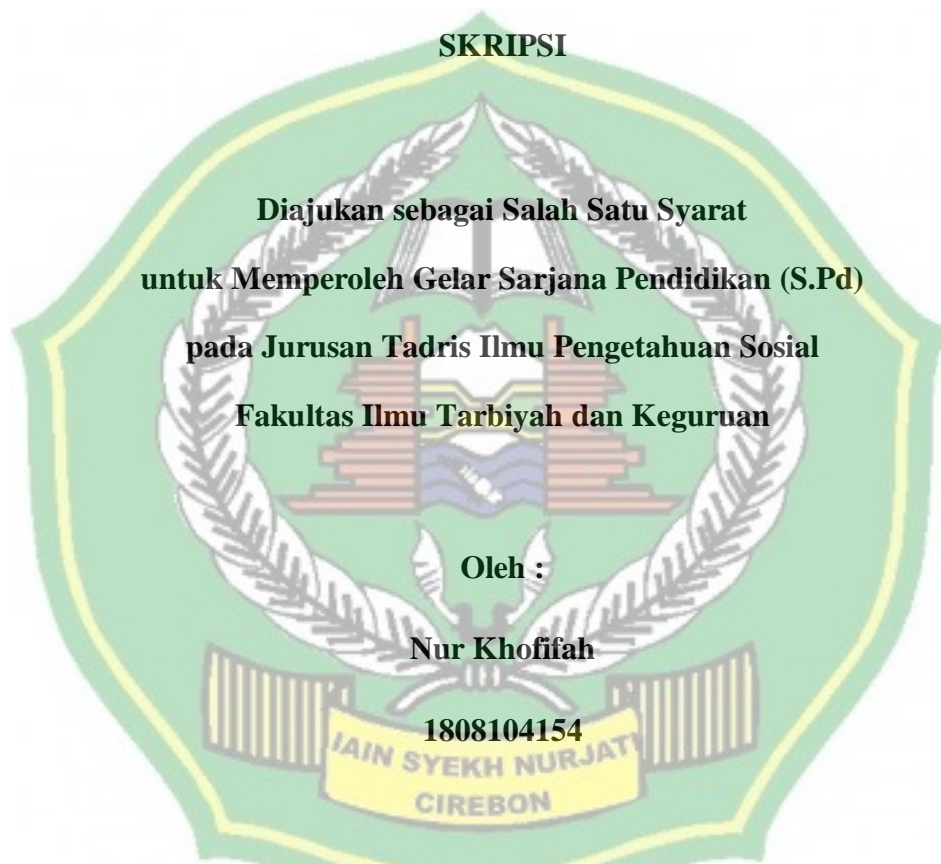 SKRIPSI
Diajukan sebagai Salah Satu Syarat
untuk Memperoleh Gelar Sarjana Pendidikan (S.Pd)
pada Jurusan Tadris Ilmu Pengetahuan Sosial
Fakultas Ilmu Tarbiyah dan Keguruan
Oleh :
Nur Khofifah
1808104154
IAIN SYEKH NURJATI
CIREBON